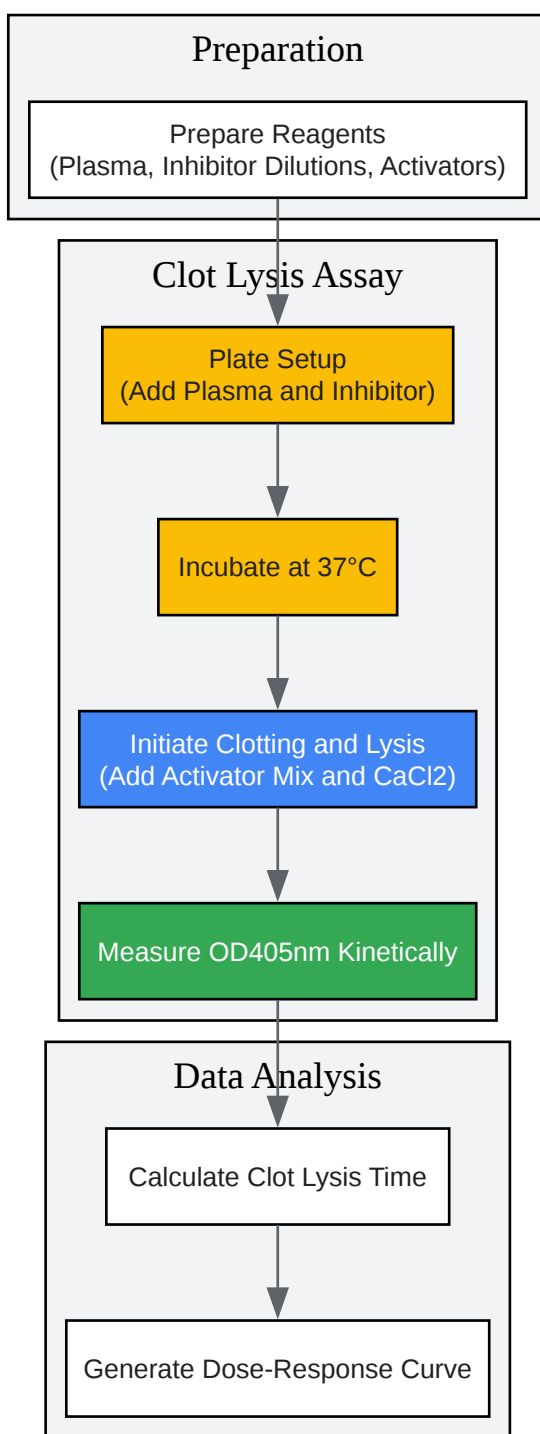 Preparation
Prepare Reagents
(Plasma, Inhibitor Dilutions, Activators)
Clot Lysis Assay
Plate Setup
(Add Plasma and Inhibitor)
Incubate at 37°C
Initiate Clotting and Lysis
(Add Activator Mix and CaCl2)
Measure OD405nm Kinetically
Data Analysis
Calculate Clot Lysis Time
Generate Dose-Response Curve